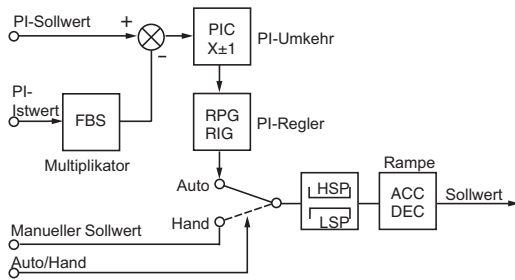 PI-Sollwert
+
−
PIC
X±1
PI-Umkehr
PI-
Istwert
FBS
Multiplikator
RPG
RIG
PI-Regler
Auto
Hand
HSP
LSP
Rampe
ACC
DEC
Sollwert
Manueller Sollwert
Auto/Hand